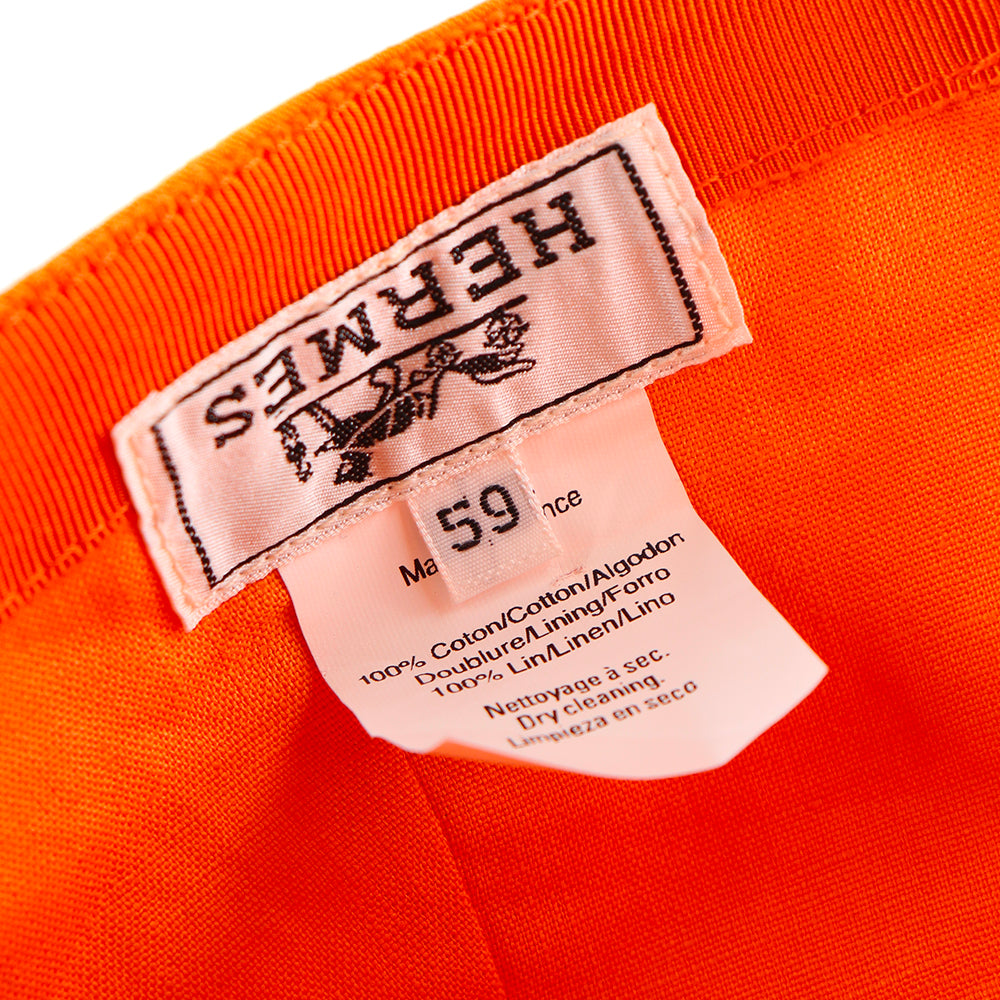 HERMES
59
Ma nce
100% Coton/Cotton/Algodon
Doublure/Lining/Forro
100% Lin/Linen/Lino
Nettoyage à sec.
Dry cleaning.
Limpieza en seco